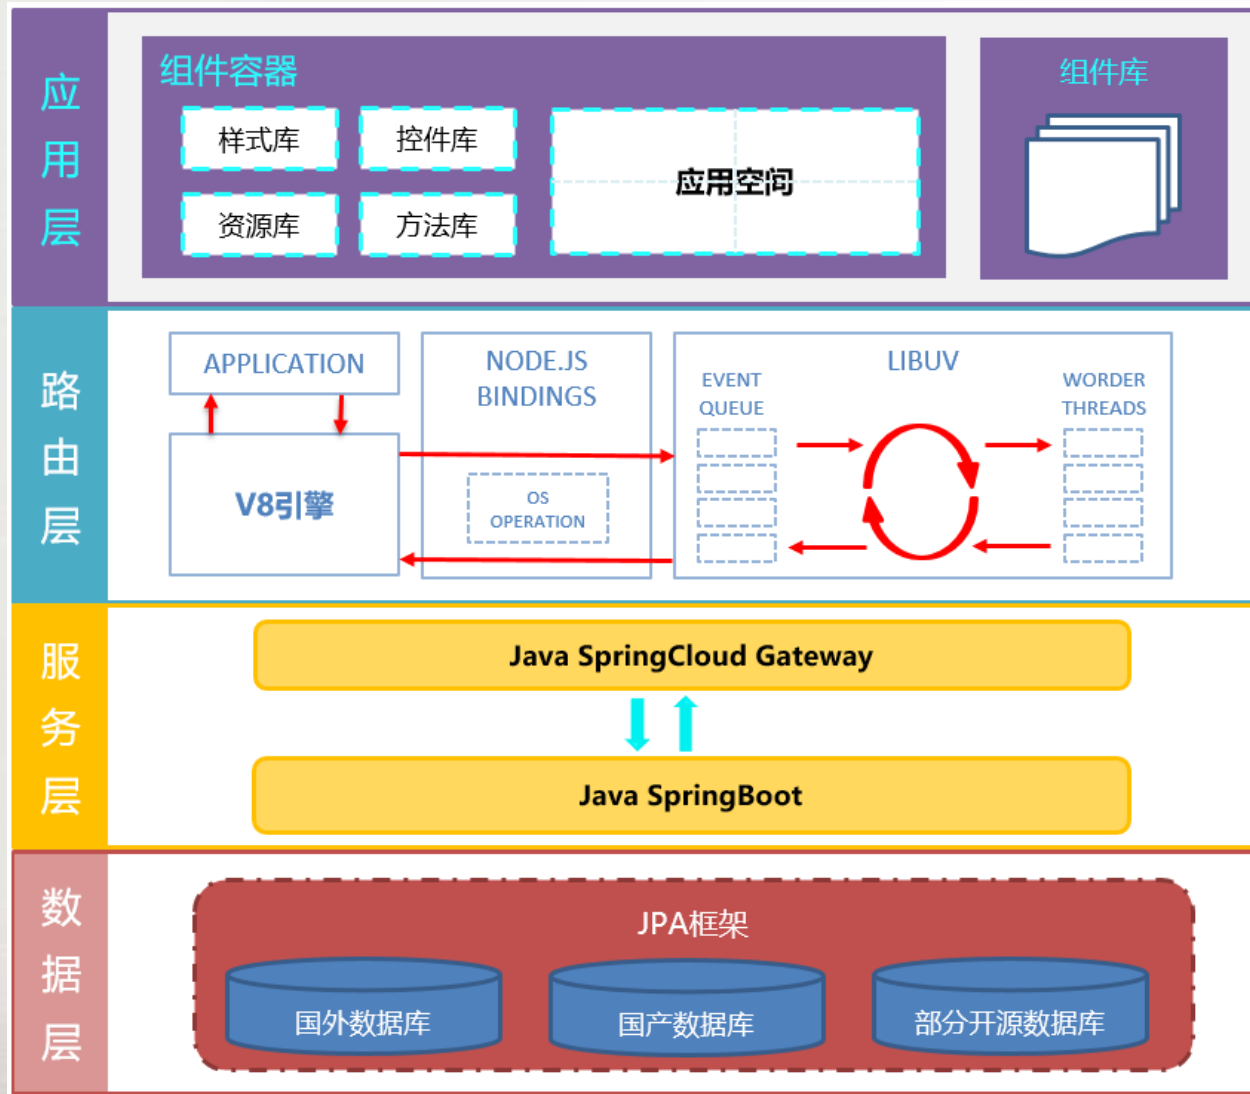 应用层
组件容器
样式库
控件库
资源库
方法库
应用空间
组件库
路由层
APPLICATION
V8引擎
NODE.JS
BINDINGS
OS
OPERATION
LIBUV
EVENT
QUEUE
WORDER
THREADS
服务层
Java SpringCloud Gateway
Java SpringBoot
数据层
JPA框架
国外数据库
国产数据库
部分开源数据库